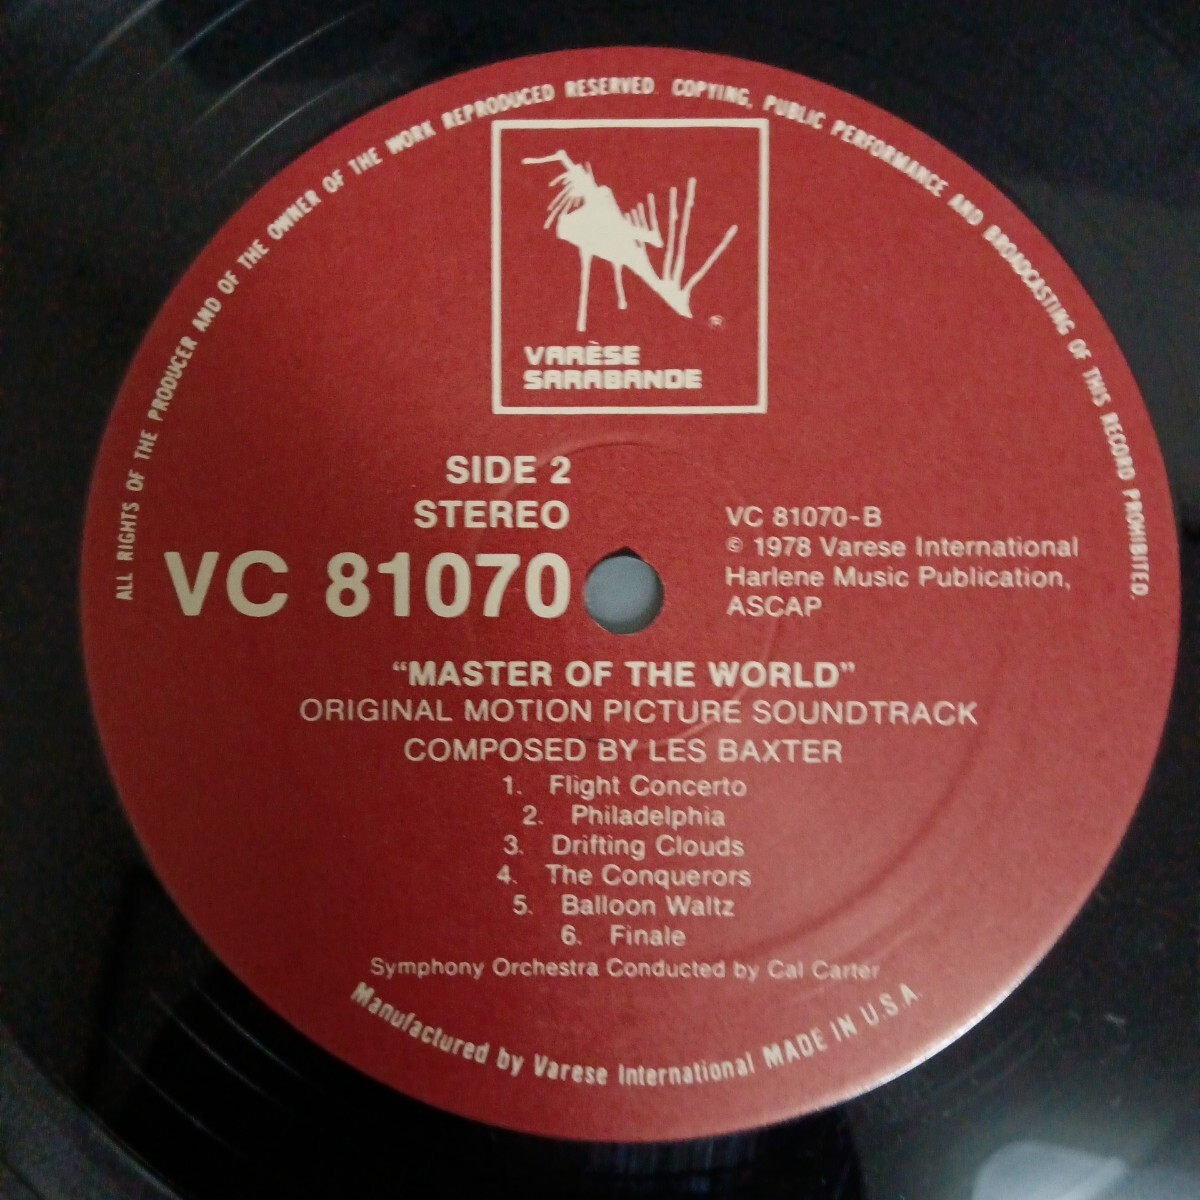 ALL RIGHTS OF THE PRODUCER AND OF THE OWNER OF THE WORK REPRODUCED RESERVED. COPYING, PUBLIC PERFORMANCE AND BROADCASTING OF THIS RECORD PROHIBITED.
®
VARÈSE
SARABANDE
SIDE 2
STEREO
VC 81070
VC 81070-B
© 1978 Varese International
Harlene Music Publication,
ASCAP
“MASTER OF THE WORLD”
ORIGINAL MOTION PICTURE SOUNDTRACK
COMPOSED BY LES BAXTER
1. Flight Concerto
2. Philadelphia
3. Drifting Clouds
4. The Conquerors
5. Balloon Waltz
6. Finale
Symphony Orchestra Conducted by Cal Carter
Manufactured by Varese International MADE IN U.S.A.